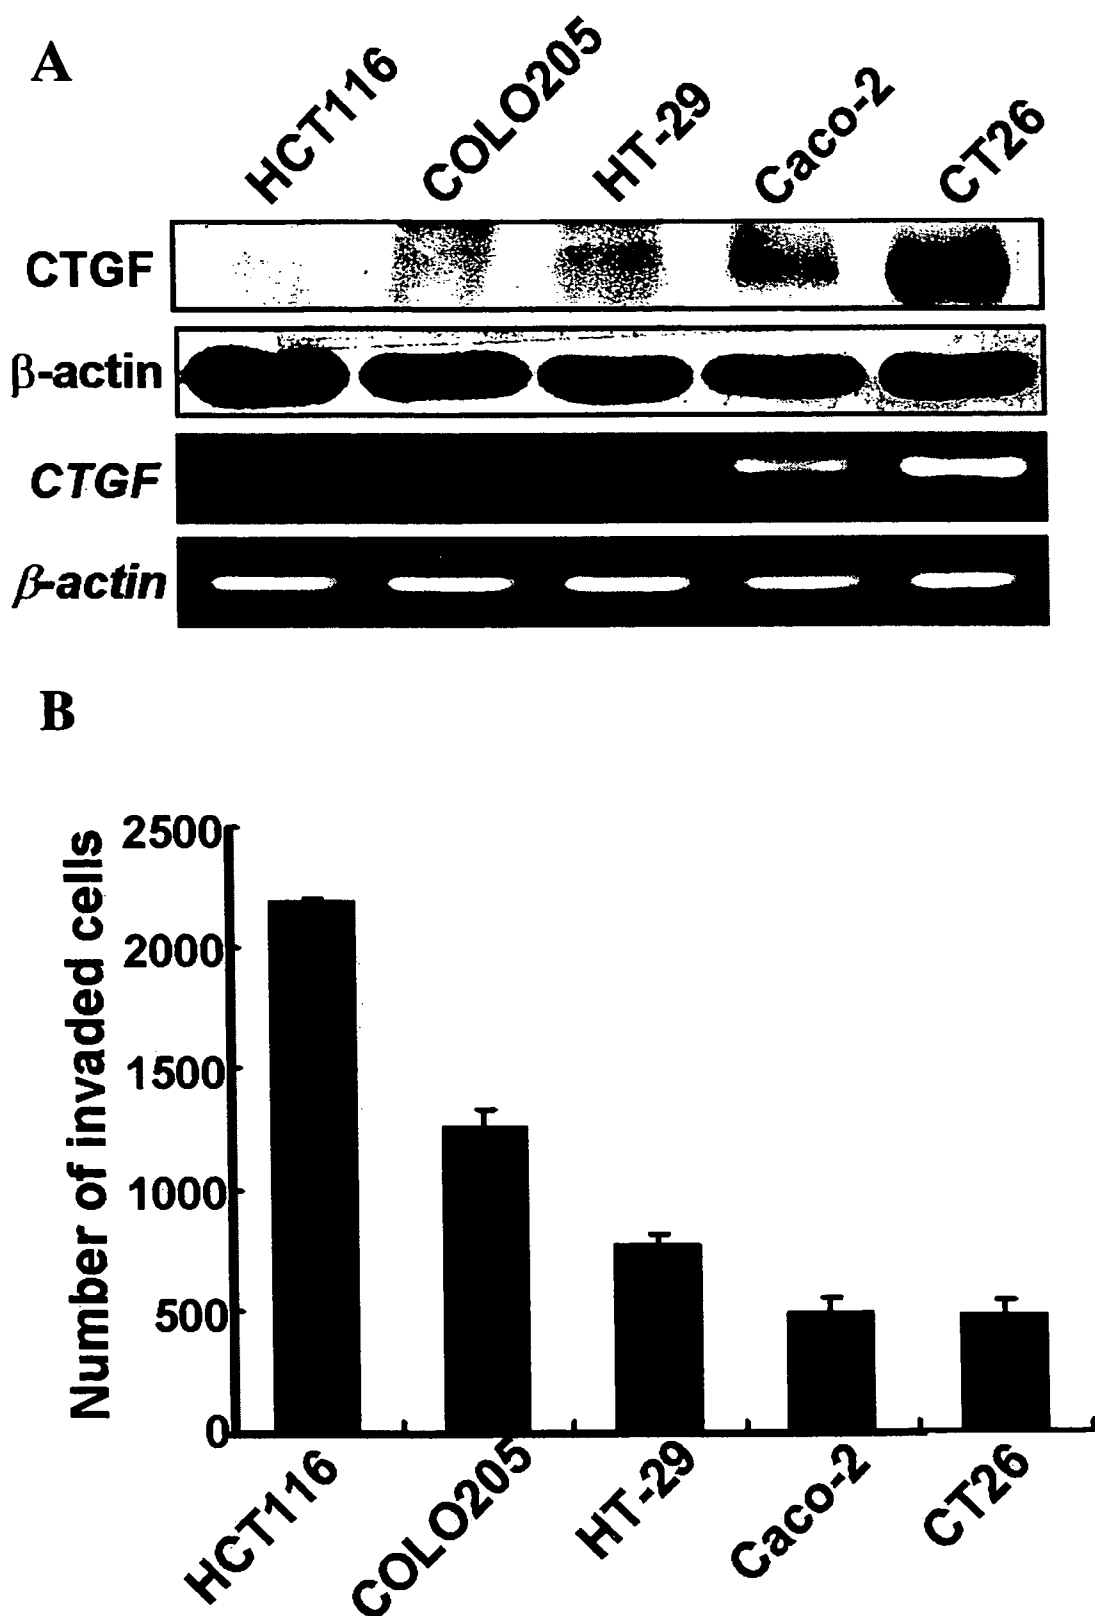 A
HCT116 COLO205 HT-29 Caco-2 CT26
CTGF
β-actin
CTGF
β-actin
B
Number of invaded cells
2500
2000
1500
1000
500
0
HCT116 COLO205 HT-29 Caco-2 CT26